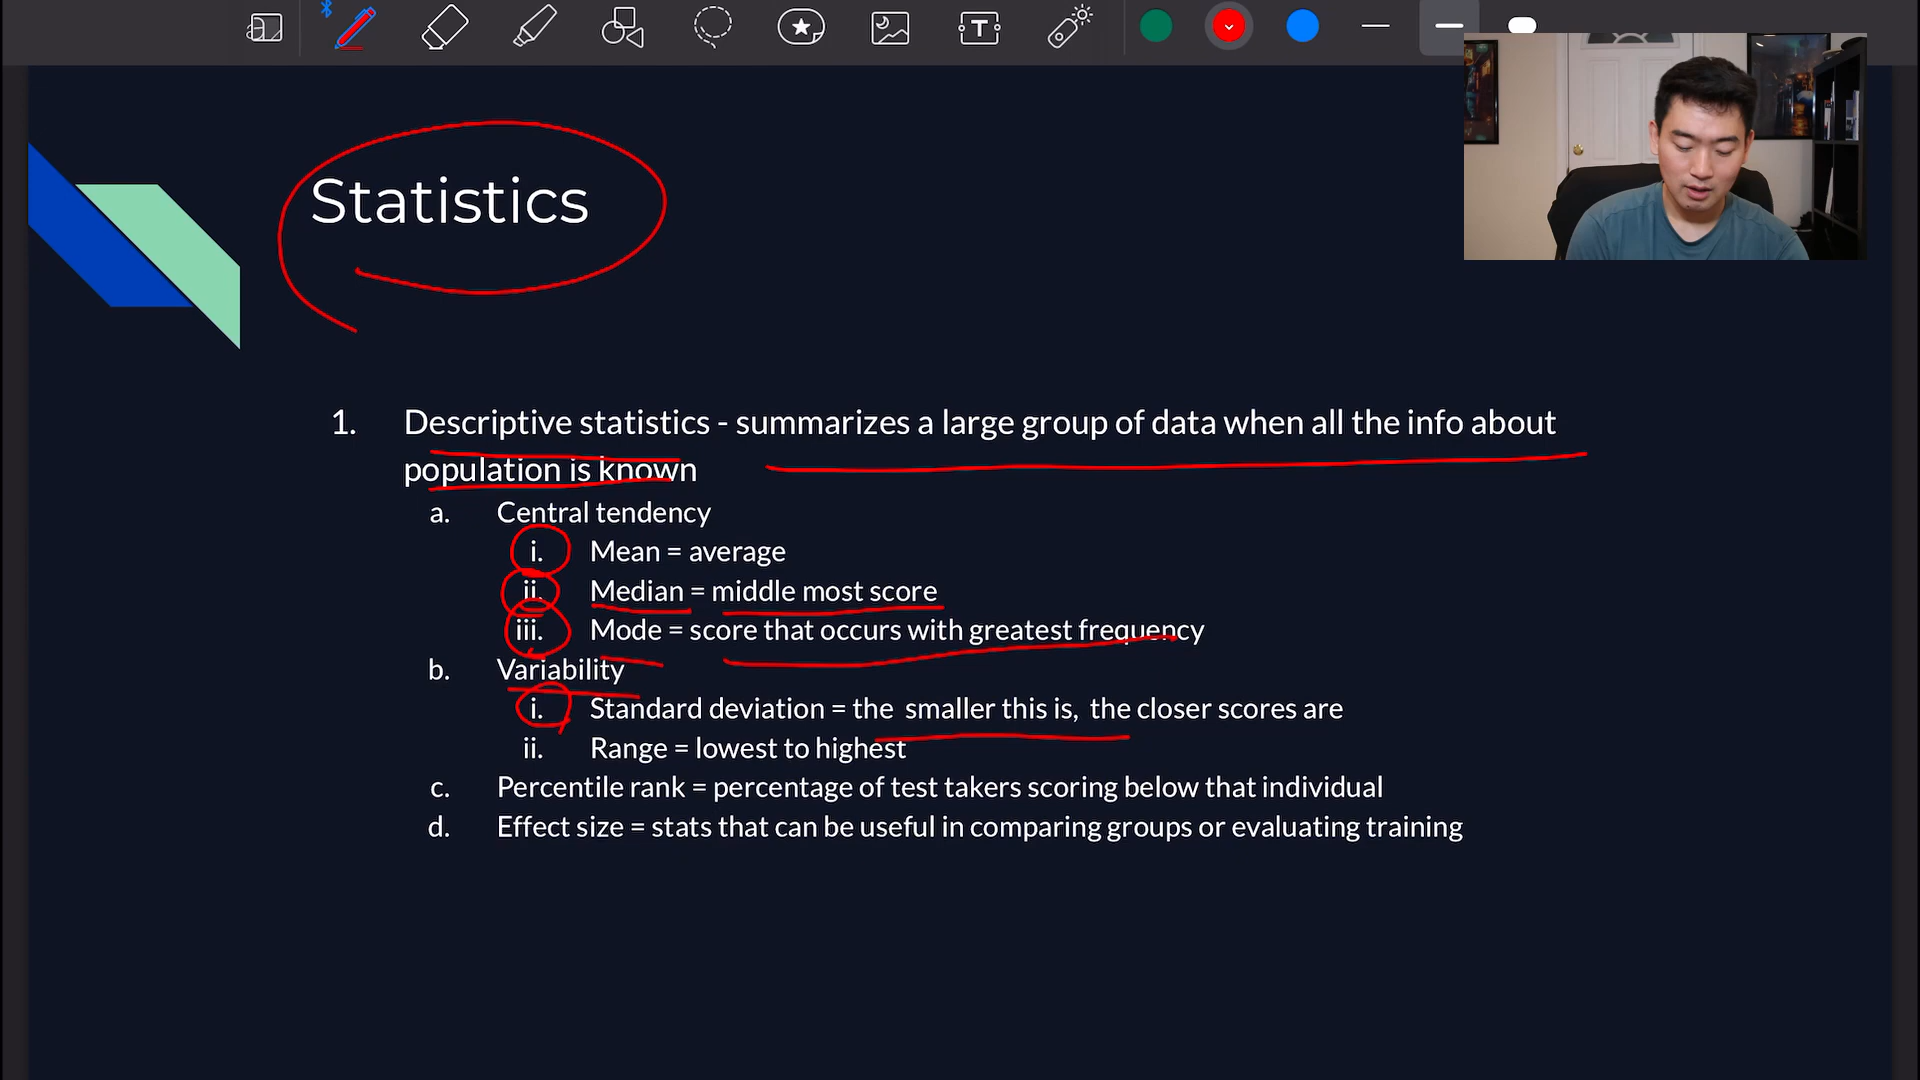 Statistics
1. Descriptive statistics - summarizes a large group of data when all the info about
population is known
a. Central tendency
i. Mean = average
ii. Median = middle most score
iii. Mode = score that occurs with greatest frequency
b. Variability
i. Standard deviation = the smaller this is, the closer scores are
ii. Range = lowest to highest
c. Percentile rank = percentage of test takers scoring below that individual
d. Effect size = stats that can be useful in comparing groups or evaluating training